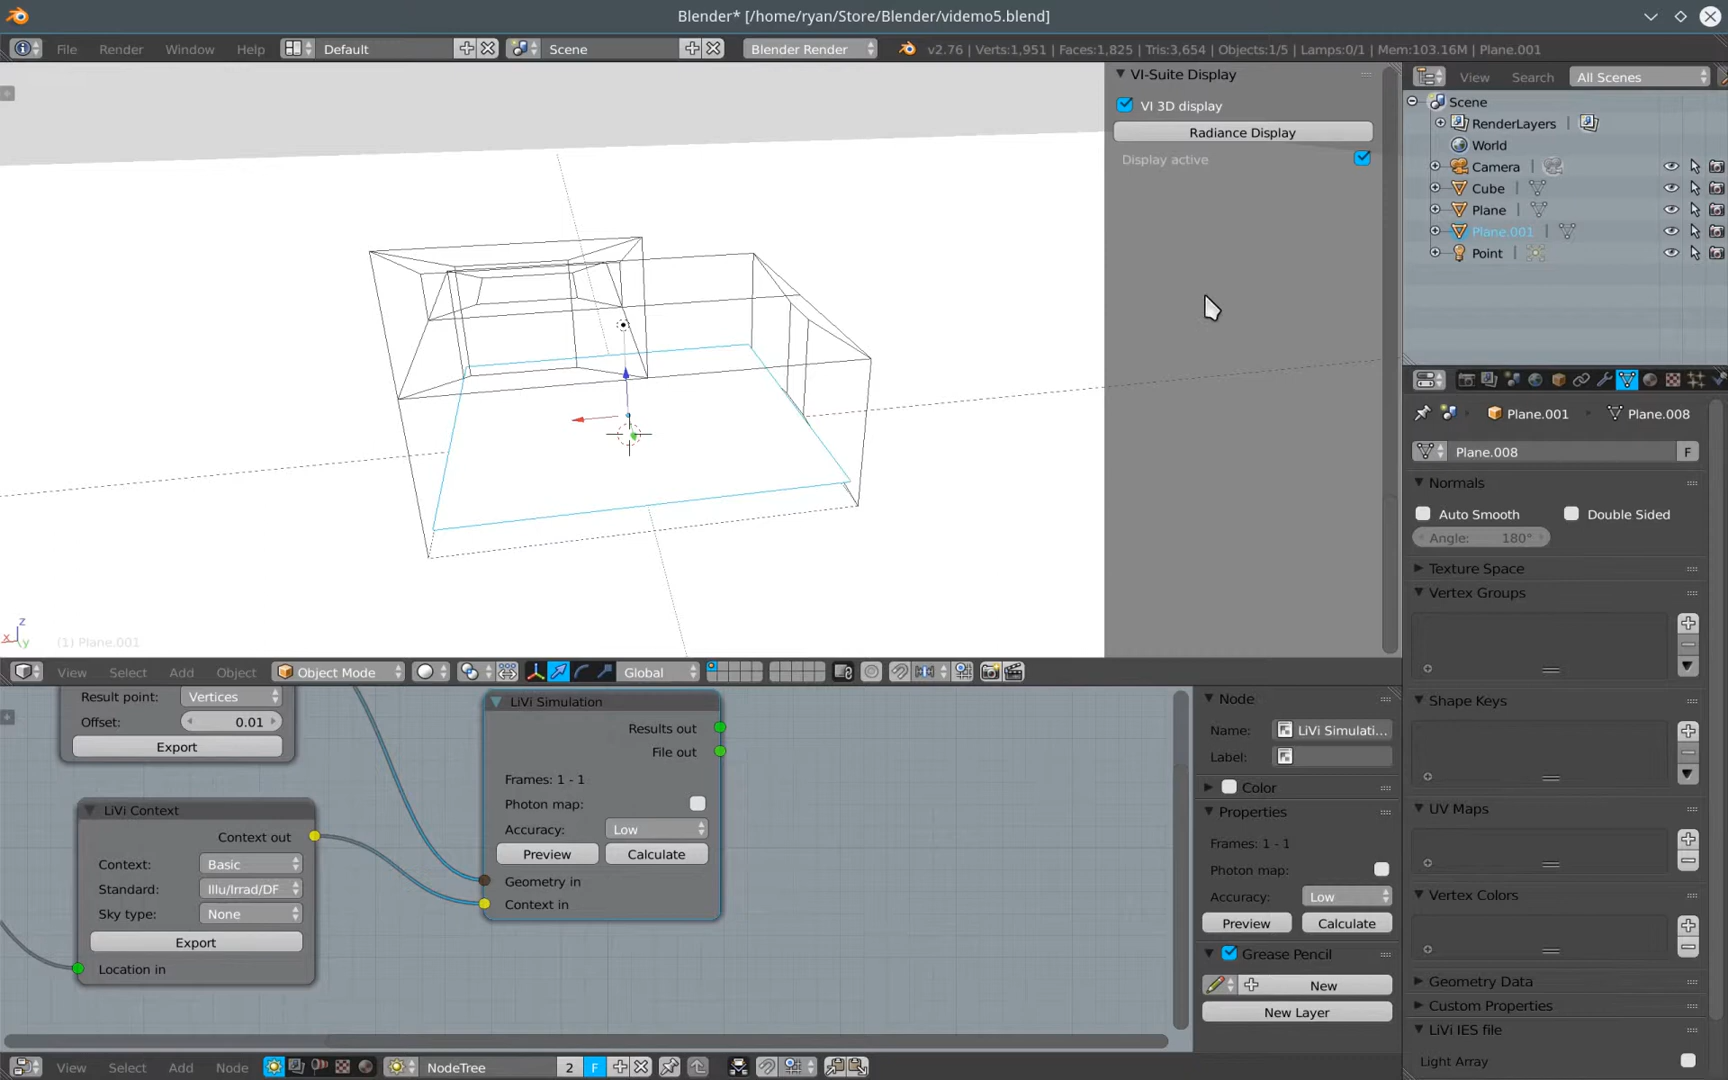 Blender* [/home/ryan/Store/Blender/videmo5.blend]
File Render Window Help Default Scene Blender Render v2.76 | Verts:1,951 | Faces:1,825 | Tris:3,654 | Objects:1/5 | Lamps:0/1 | Mem:103.16M | Plane.001
VI-Suite Display
VI 3D display
Radiance Display
Display active
z
x
y
(1) Plane.001
View Select Add Object Object Mode Global
View Search All Scenes
Scene
RenderLayers
World
Camera
Cube
Plane
Plane.001
Point
Plane.001 Plane.008
Plane.008 F
Normals
Auto Smooth Double Sided
Angle: 180°
Texture Space
Vertex Groups
Shape Keys
UV Maps
Vertex Colors
Geometry Data
Custom Properties
LiVi IES file
Light Array
Result point: Vertices
Offset: 0.01
Export
LiVi Context
Context out
Context: Basic
Standard: Illu/Irrad/DF
Sky type: None
Export
Location in
LiVi Simulation
Results out
File out
Frames: 1 - 1
Photon map:
Accuracy: Low
Preview Calculate
Geometry in
Context in
Node
Name: LiVi Simulati...
Label:
Color
Properties
Frames: 1 - 1
Photon map:
Accuracy: Low
Preview Calculate
Grease Pencil
New
New Layer
View Select Add Node NodeTree 2 F